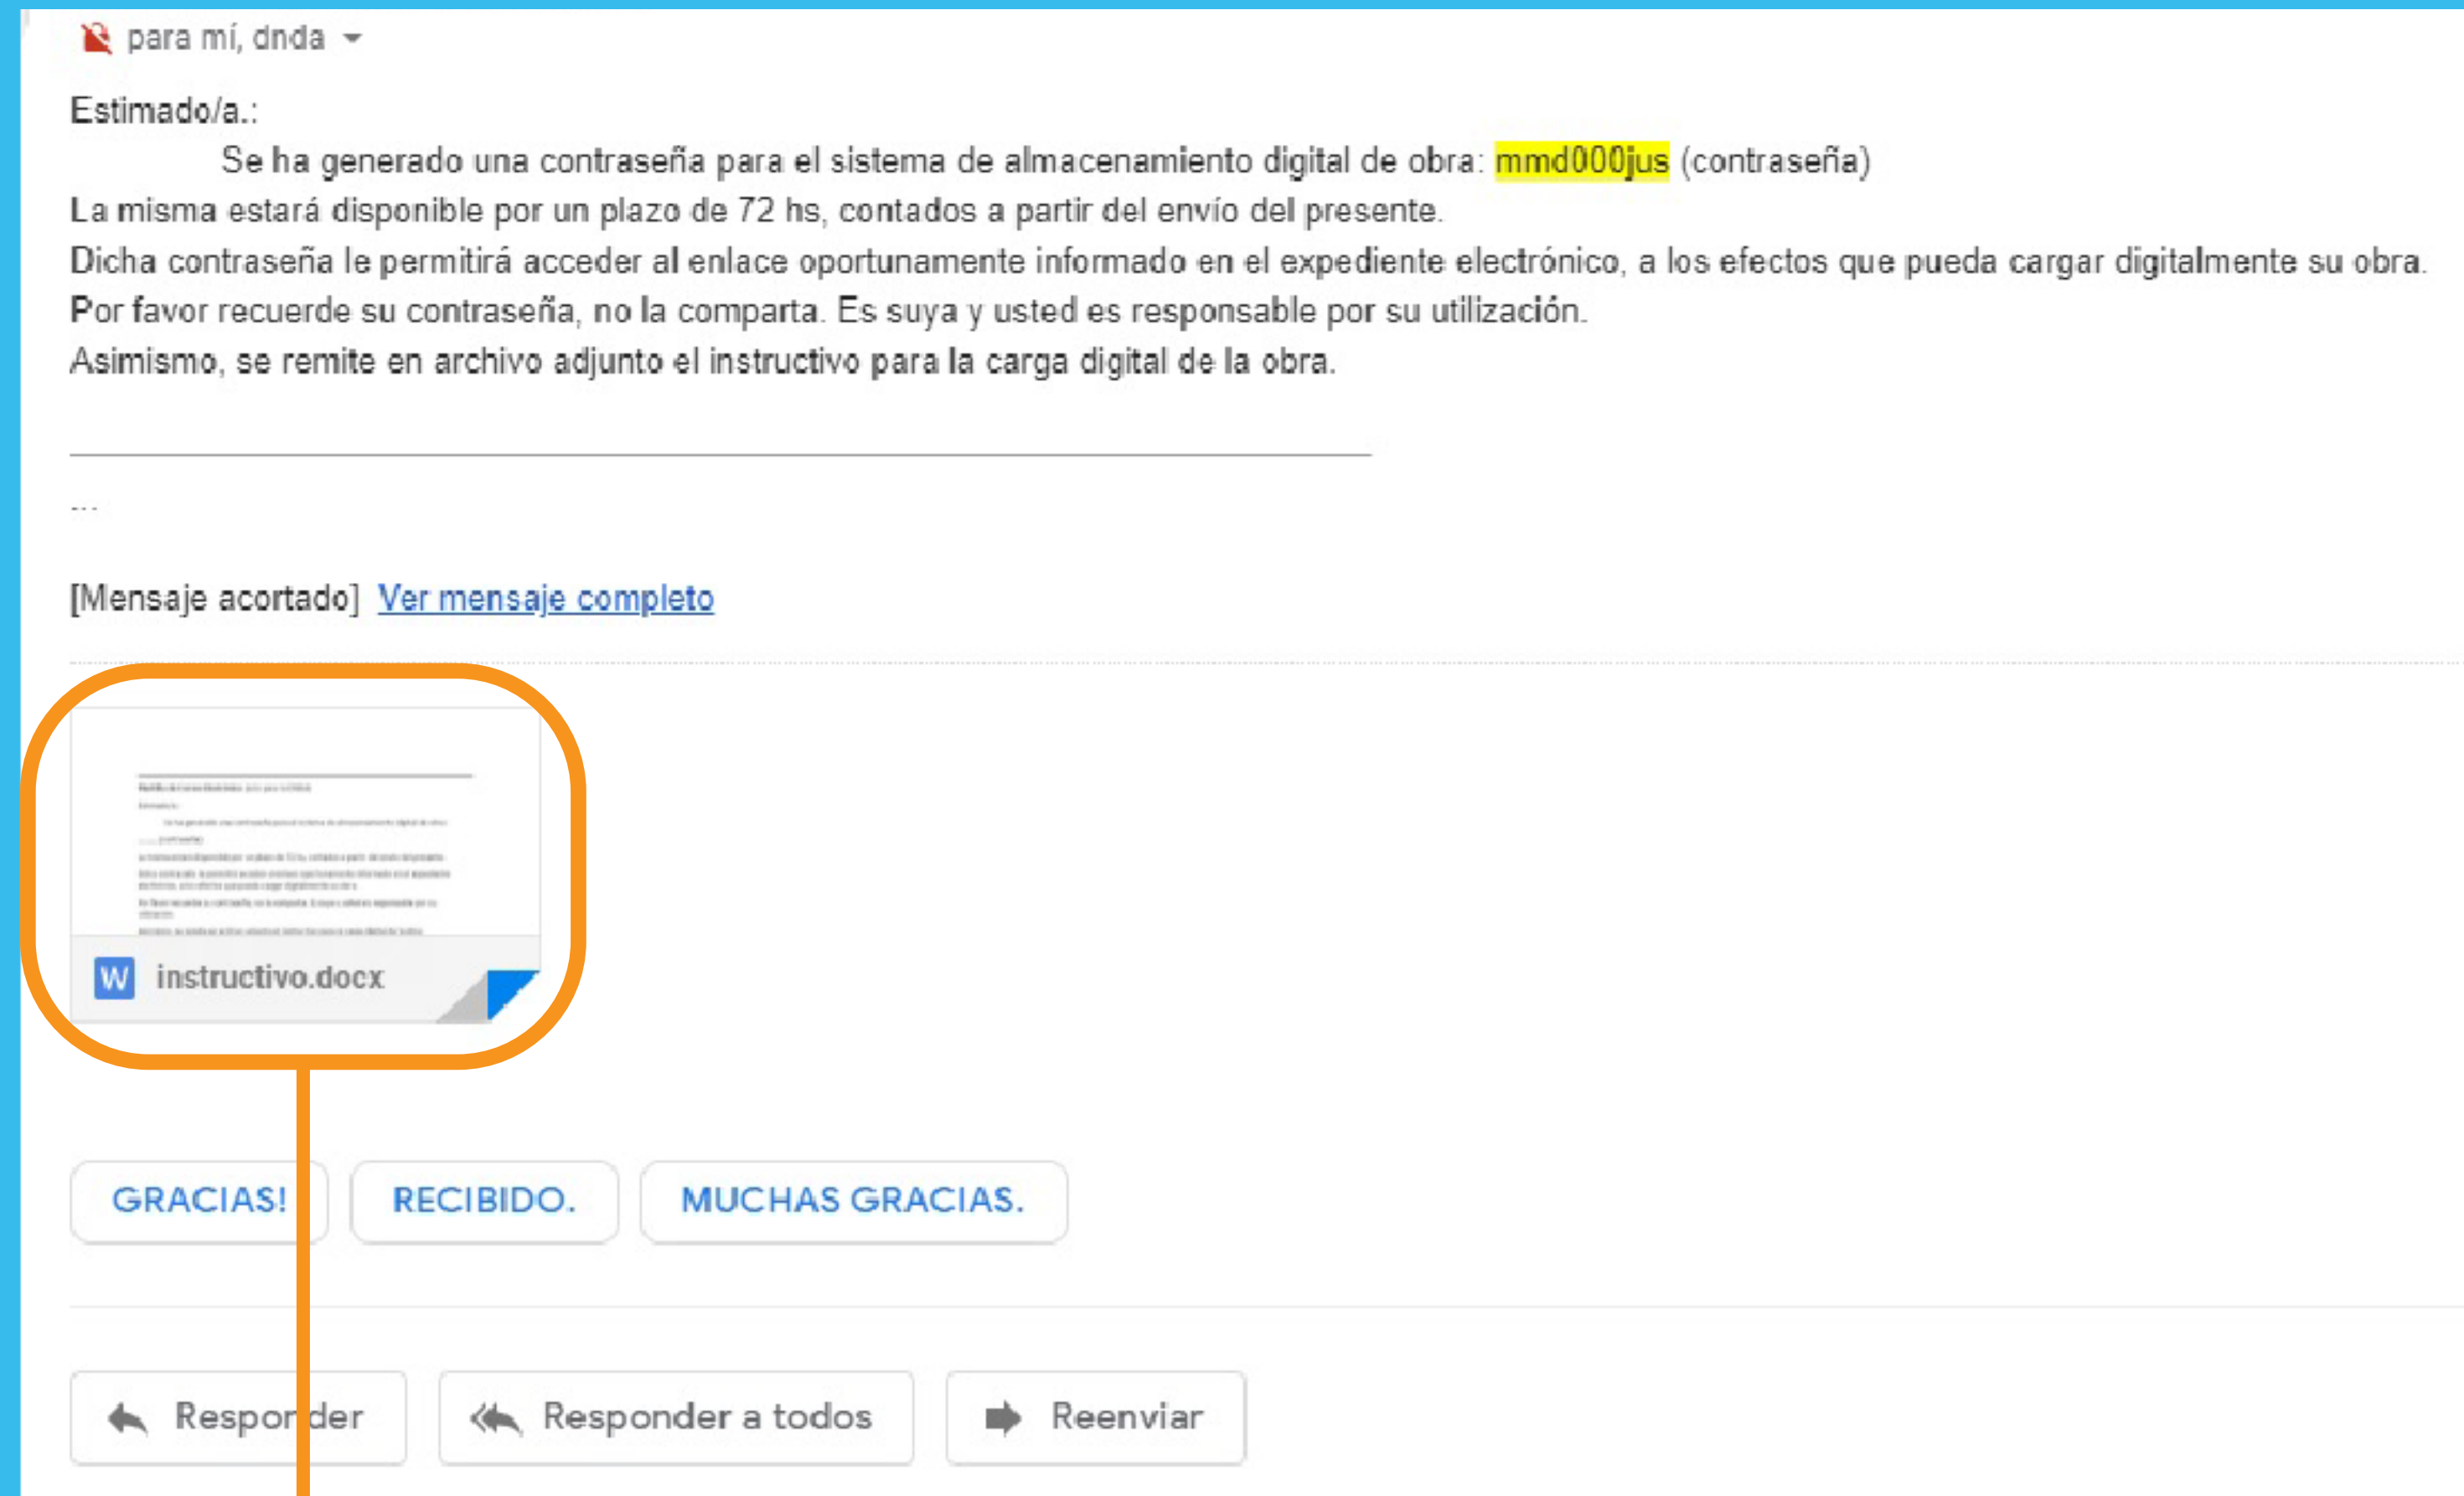 para mí, dnda
Estimado/a.:
Se ha generado una contraseña para el sistema de almacenamiento digital de obra: mmd000jus (contraseña)
La misma estará disponible por un plazo de 72 hs, contados a partir del envío del presente.
Dicha contraseña le permitirá acceder al enlace oportunamente informado en el expediente electrónico, a los efectos que pueda cargar digitalmente su obra.
Por favor recuerde su contraseña, no la comparta. Es suya y usted es responsable por su utilización.
Asimismo, se remite en archivo adjunto el instructivo para la carga digital de la obra.
...
[Mensaje acortado] Ver mensaje completo
W instructivo.docx
GRACIAS! RECIBIDO. MUCHAS GRACIAS.
Responder Responder a todos Reenviar